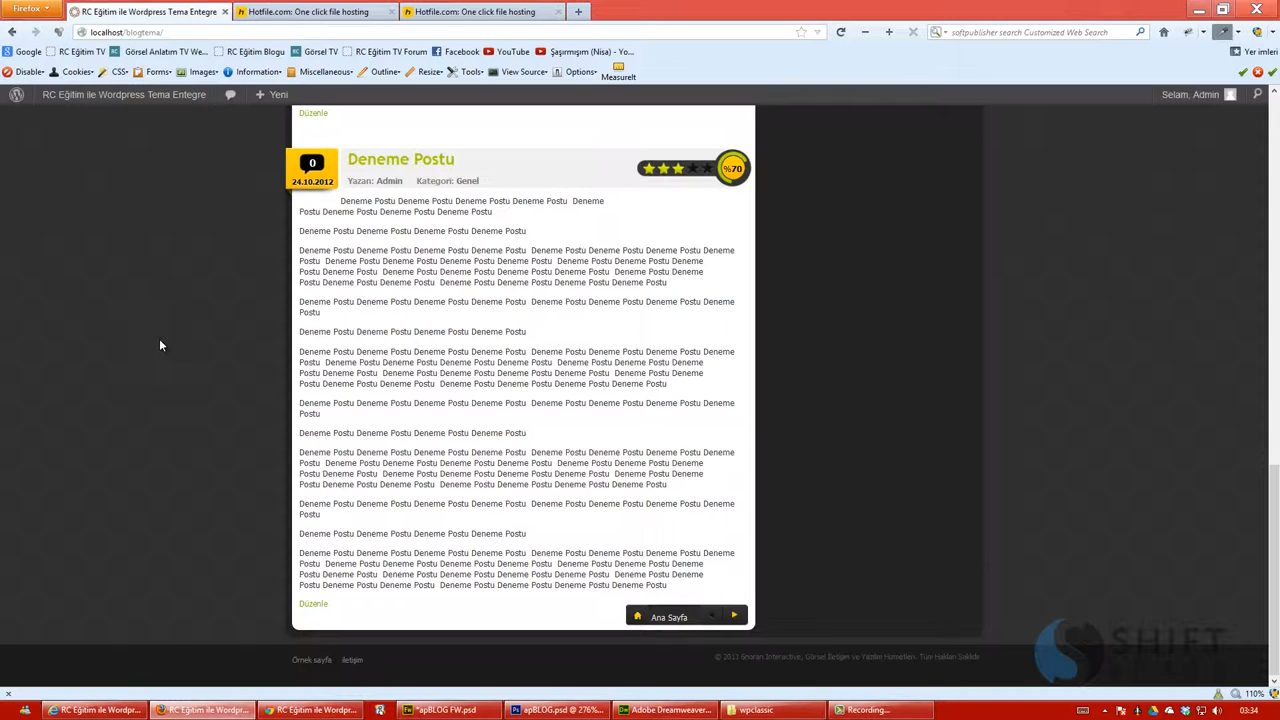 Firefox
RC Eğitim ile Wordpress Tema Entegre
Hotfile.com: One click file hosting
Hotfile.com: One click file hosting
localhost/blogtema/
softpublisher search Customized Web Search
Google
RC Eğitim TV
Görsel Anlatım TV We...
RC Eğitim Blogu
Görsel TV
RC Eğitim TV Forum
Facebook
YouTube
Şaşırmışım (Nisa) - Yo...
Yer imleri
Disable
Cookies
CSS
Forms
Images
Information
Miscellaneous
Outline
Resize
Tools
View Source
Options
MeasureIt
RC Eğitim ile Wordpress Tema Entegre
+ Yeni
Selam, Admin
Düzenle
0
24.10.2012
Deneme Postu
Yazan: Admin Kategori: Genel
%70
Deneme Postu Deneme Postu Deneme Postu Deneme Postu Deneme
Postu Deneme Postu Deneme Postu Deneme Postu
Deneme Postu Deneme Postu Deneme Postu Deneme Postu
Deneme Postu Deneme Postu Deneme Postu Deneme Postu Deneme Postu Deneme Postu Deneme Postu Deneme
Postu Deneme Postu Deneme Postu Deneme Postu Deneme Postu Deneme Postu Deneme Postu Deneme
Postu Deneme Postu Deneme Postu Deneme Postu Deneme Postu Deneme Postu Deneme Postu Deneme
Postu Deneme Postu Deneme Postu Deneme Postu Deneme Postu Deneme Postu Deneme Postu
Deneme Postu Deneme Postu Deneme Postu Deneme Postu Deneme Postu Deneme Postu Deneme Postu Deneme
Postu
Deneme Postu Deneme Postu Deneme Postu Deneme Postu
Deneme Postu Deneme Postu Deneme Postu Deneme Postu Deneme Postu Deneme Postu Deneme Postu Deneme
Postu Deneme Postu Deneme Postu Deneme Postu Deneme Postu Deneme Postu Deneme Postu Deneme
Postu Deneme Postu Deneme Postu Deneme Postu Deneme Postu Deneme Postu Deneme Postu Deneme
Postu Deneme Postu Deneme Postu Deneme Postu Deneme Postu Deneme Postu Deneme Postu
Deneme Postu Deneme Postu Deneme Postu Deneme Postu Deneme Postu Deneme Postu Deneme Postu Deneme
Postu
Deneme Postu Deneme Postu Deneme Postu Deneme Postu
Deneme Postu Deneme Postu Deneme Postu Deneme Postu Deneme Postu Deneme Postu Deneme Postu Deneme
Postu Deneme Postu Deneme Postu Deneme Postu Deneme Postu Deneme Postu Deneme Postu Deneme
Postu Deneme Postu Deneme Postu Deneme Postu Deneme Postu Deneme Postu Deneme Postu Deneme
Postu Deneme Postu Deneme Postu Deneme Postu Deneme Postu Deneme Postu Deneme Postu
Deneme Postu Deneme Postu Deneme Postu Deneme Postu Deneme Postu Deneme Postu Deneme Postu Deneme
Postu
Deneme Postu Deneme Postu Deneme Postu Deneme Postu
Deneme Postu Deneme Postu Deneme Postu Deneme Postu Deneme Postu Deneme Postu Deneme Postu Deneme
Postu Deneme Postu Deneme Postu Deneme Postu Deneme Postu Deneme Postu Deneme Postu Deneme
Postu Deneme Postu Deneme Postu Deneme Postu Deneme Postu Deneme Postu Deneme Postu Deneme
Postu Deneme Postu Deneme Postu Deneme Postu Deneme Postu Deneme Postu Deneme Postu
Düzenle
Ana Sayfa
Örnek sayfa
iletişim
Interactive, Görsel İletişim ve Yazılım Hizmetleri. Tüm Hakları Saklıdır
SHIFT
110%
RC Eğitim ile Wordpr...
RC Eğitim ile Wordpr...
RC Eğitim ile Wordpr...
*apBLOG FW.psd
apBLOG.psd @ 276%...
Adobe Dreamweaver...
wpclassic
Recording...
03:34